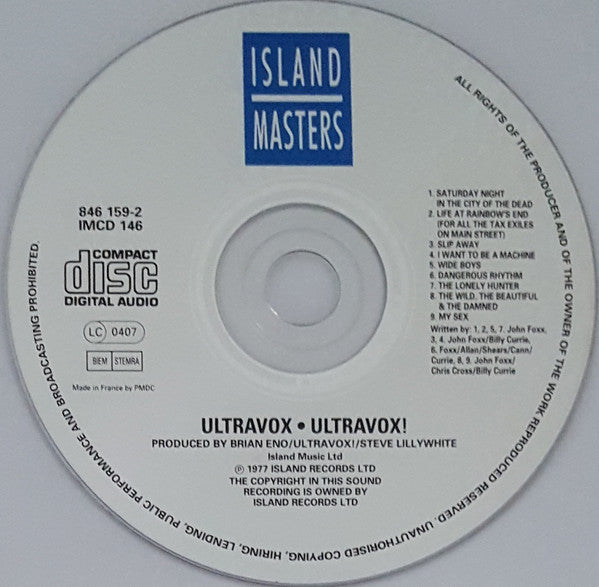 ISLAND
MASTERS
846 159-2
IMCD 146
COMPACT
disc
DIGITAL AUDIO
LC 0407
BIEM STEMRA
Made in France by PMDC
1. SATURDAY NIGHT
IN THE CITY OF THE DEAD
2. LIFE AT RAINBOW'S END
(FOR ALL THE TAX EXILES
ON MAIN STREET)
3. SLIP AWAY
4. I WANT TO BE A MACHINE
5. WIDE BOYS
6. DANGEROUS RHYTHM
7. THE LONELY HUNTER
8. THE WILD, THE BEAUTIFUL
& THE DAMNED
9. MY SEX
Written by: 1, 2, 5, 7. John Foxx,
3, 4. John Foxx/Billy Currie,
6. Foxx/Allan/Shears/Cann/
Currie, 8, 9. John Foxx/
Chris Cross/Billy Currie
ULTRAVOX • ULTRAVOX!
PRODUCED BY BRIAN ENO/ULTRAVOX!/STEVE LILLYWHITE
Island Music Ltd
℗ 1977 ISLAND RECORDS LTD
THE COPYRIGHT IN THIS SOUND
RECORDING IS OWNED BY
ISLAND RECORDS LTD
ALL RIGHTS OF THE PRODUCER AND OF THE OWNER OF THE WORK REPRODUCED RESERVED. UNAUTHORISED COPYING, HIRING, LENDING, PUBLIC PERFORMANCE AND BROADCASTING PROHIBITED.